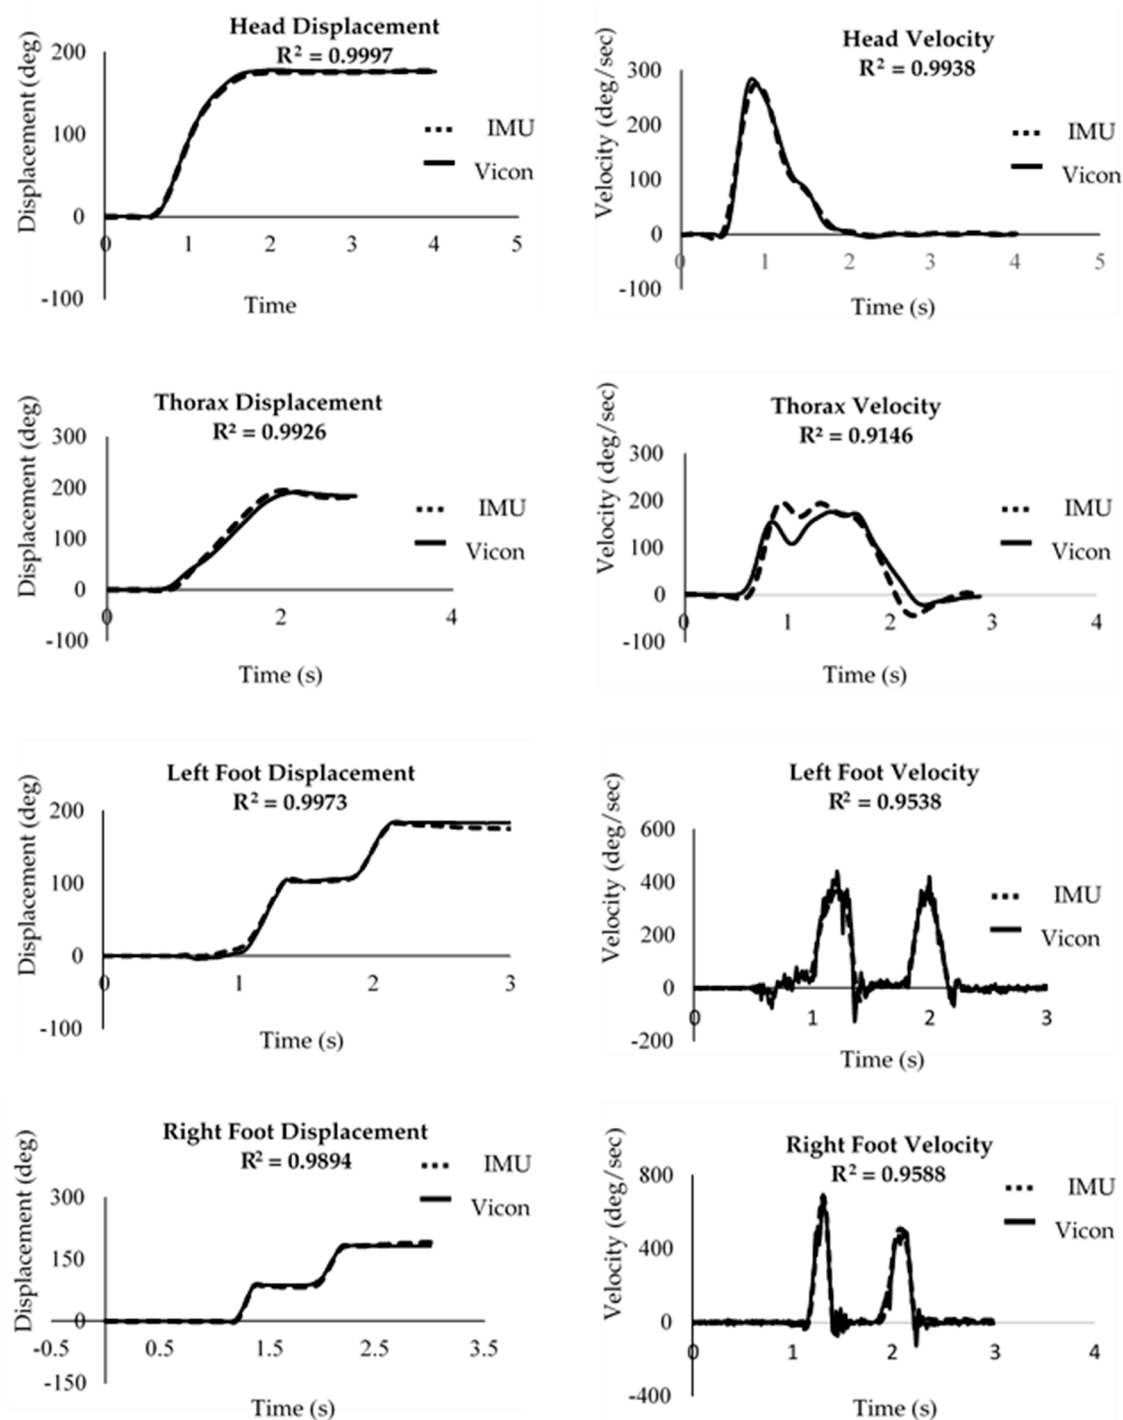 Head Displacement
R² = 0.9997
Displacement (deg)
200
100
0
-100
0 1 2 3 4 5
Time
IMU
Vicon
Head Velocity
R² = 0.9938
Velocity (deg/sec)
300
200
100
0
-100
0 1 2 3 4 5
Time (s)
IMU
Vicon
Thorax Displacement
R² = 0.9926
Displacement (deg)
300
200
100
0
-100
0 2 4
Time (s)
IMU
Vicon
Thorax Velocity
R² = 0.9146
Velocity (deg/sec)
300
200
100
0
-100
0 1 2 3 4
Time (s)
IMU
Vicon
Left Foot Displacement
R² = 0.9973
Displacement (deg)
200
100
0
-100
0 1 2 3
Time (s)
Left Foot Velocity
R² = 0.9538
Velocity (deg/sec)
600
400
200
0
-200
0 1 2 3
Time (s)
IMU
Vicon
Right Foot Displacement
R² = 0.9894
Displacement (deg)
300
150
0
-150
-0.5 0.5 1.5 2.5 3.5
Time (s)
IMU
Vicon
Right Foot Velocity
R² = 0.9588
Velocity (deg/sec)
800
400
0
-400
0 1 2 3 4
Time (s)
IMU
Vicon